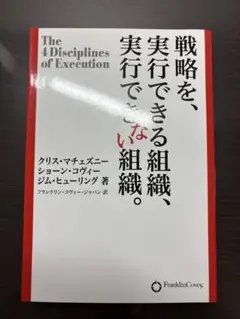 The
4 Disciplines
of Execution
戦略を、
実行できる組織、
実行できない組織。
クリス・マチェズニー
ショーン・コヴィー
ジム・ヒューリング 著
フランクリン・コヴィー・ジャパン 訳
FranklinCovey